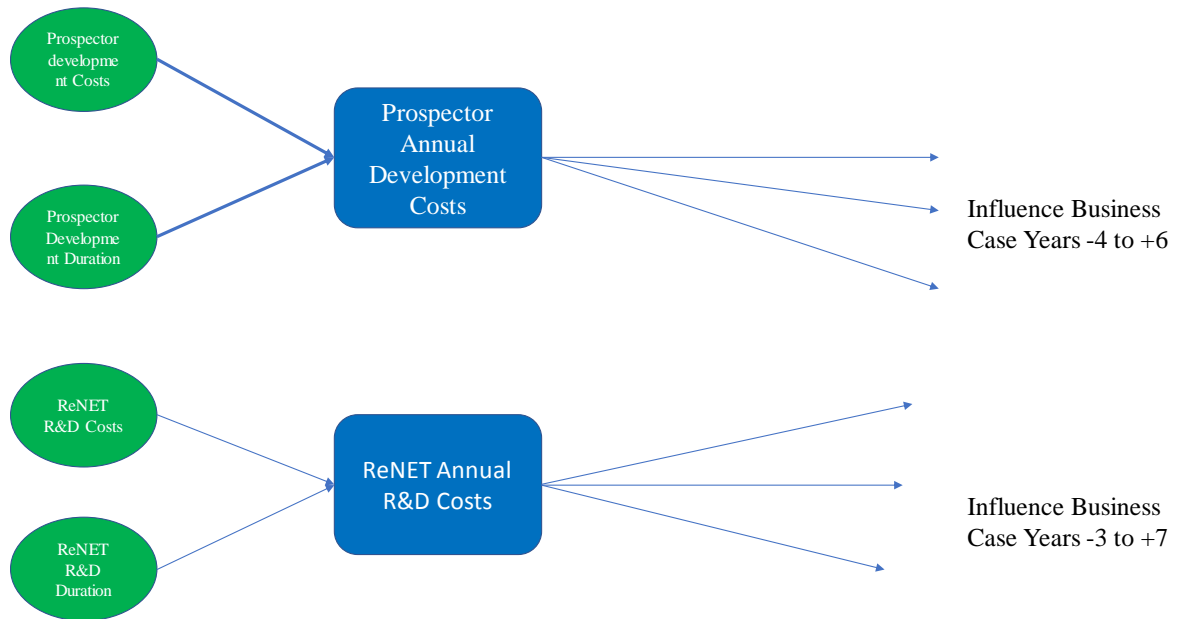 Prospector
developme
nt Costs
Prospector
Annual
Development
Costs
Prospector
Developme
nt Duration
Influence Business
Case Years -4 to +6
ReNET
R&D Costs
ReNET Annual
R&D Costs
ReNET
R&D
Duration
Influence Business
Case Years -3 to +7